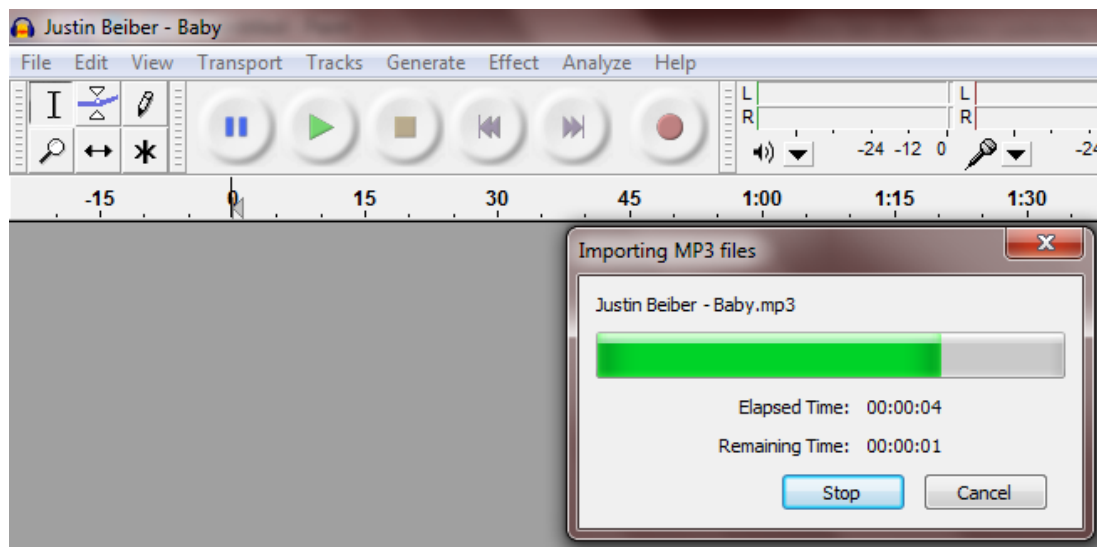 Justin Beiber - Baby
File Edit View Transport Tracks Generate Effect Analyze Help
L L
R R
-24 -12 0 -24
-15 0 15 30 45 1:00 1:15 1:30
Importing MP3 files
Justin Beiber - Baby.mp3
Elapsed Time: 00:00:04
Remaining Time: 00:00:01
Stop Cancel